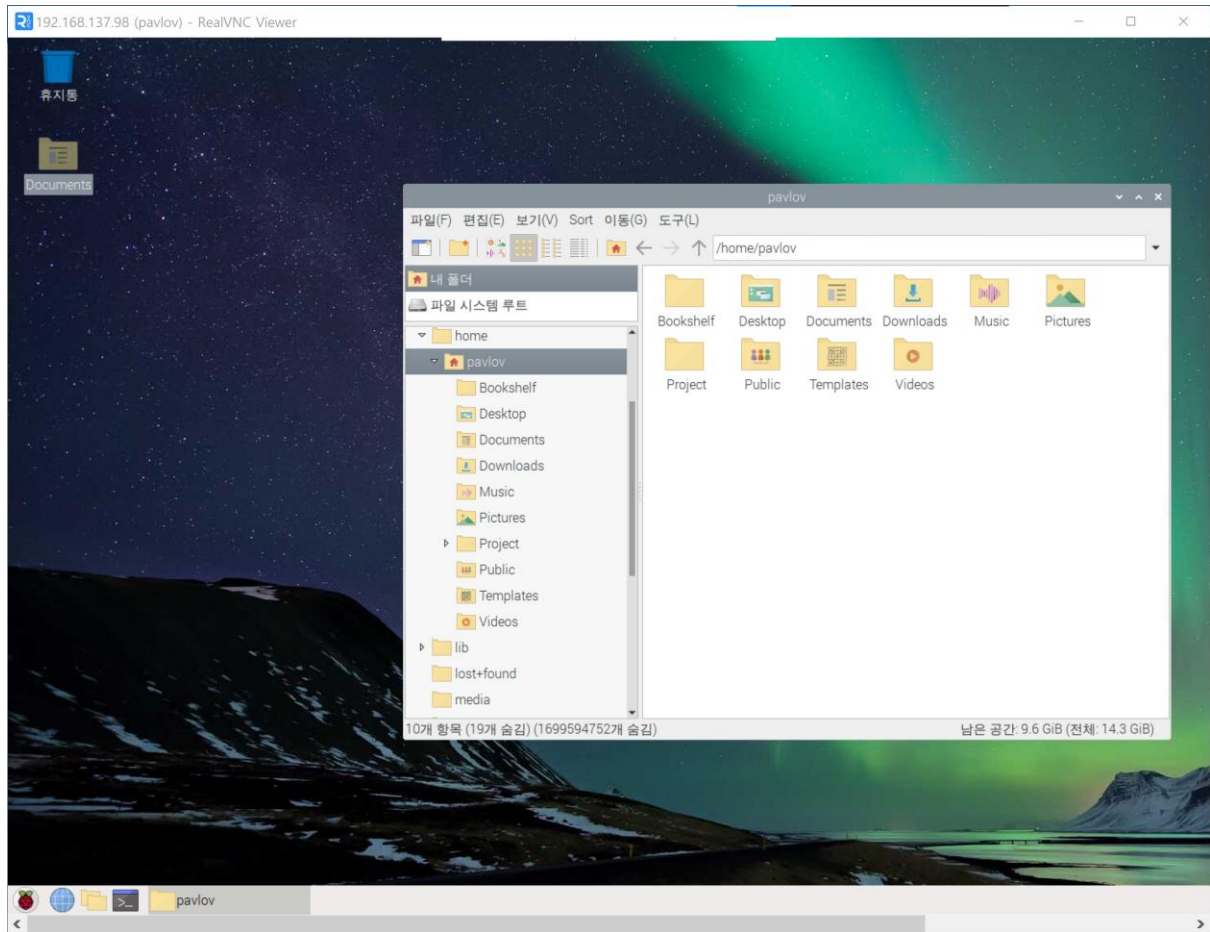 192.168.137.98 (pavlov) - RealVNC Viewer
휴지통
Documents
pavlov
파일(F) 편집(E) 보기(V) Sort 이동(G) 도구(L)
/home/pavlov
내 폴더
파일 시스템 루트
home
pavlov
Bookshelf
Desktop
Documents
Downloads
Music
Pictures
Project
Public
Templates
Videos
lib
lost+found
media
Bookshelf Desktop Documents Downloads Music Pictures
Project Public Templates Videos
10개 항목 (19개 숨김) (1699594752개 숨김) 남은 공간: 9.6 GiB (전체: 14.3 GiB)
pavlov